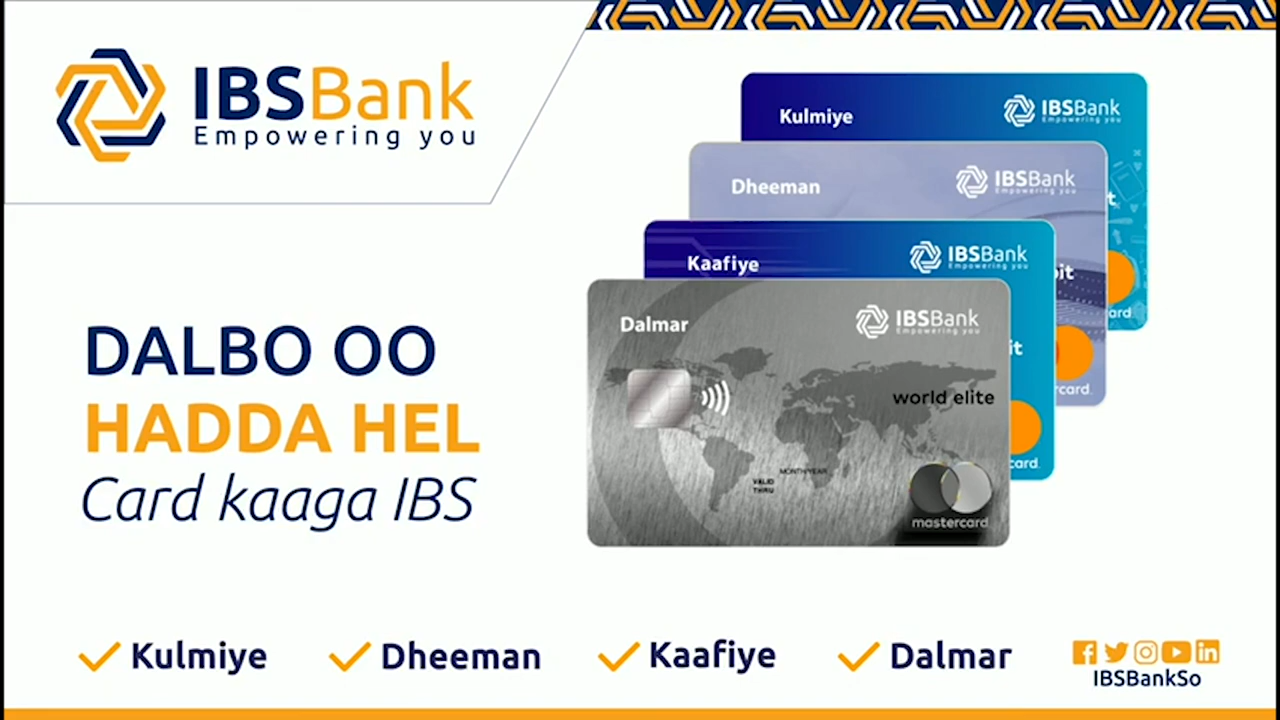 IBSBank
Empowering you
Kulmiye
IBSBank
Empowering you
Dheeman
IBSBank
Empowering you
Kaafiye
IBSBank
Empowering you
Dalmar
IBSBank
Empowering you
world elite
MONTH/YEAR
VALID
THRU
mastercard
DALBO OO
HADDA HEL
Card kaaga IBS
Kulmiye
Dheeman
Kaafiye
Dalmar
IBSBankSo